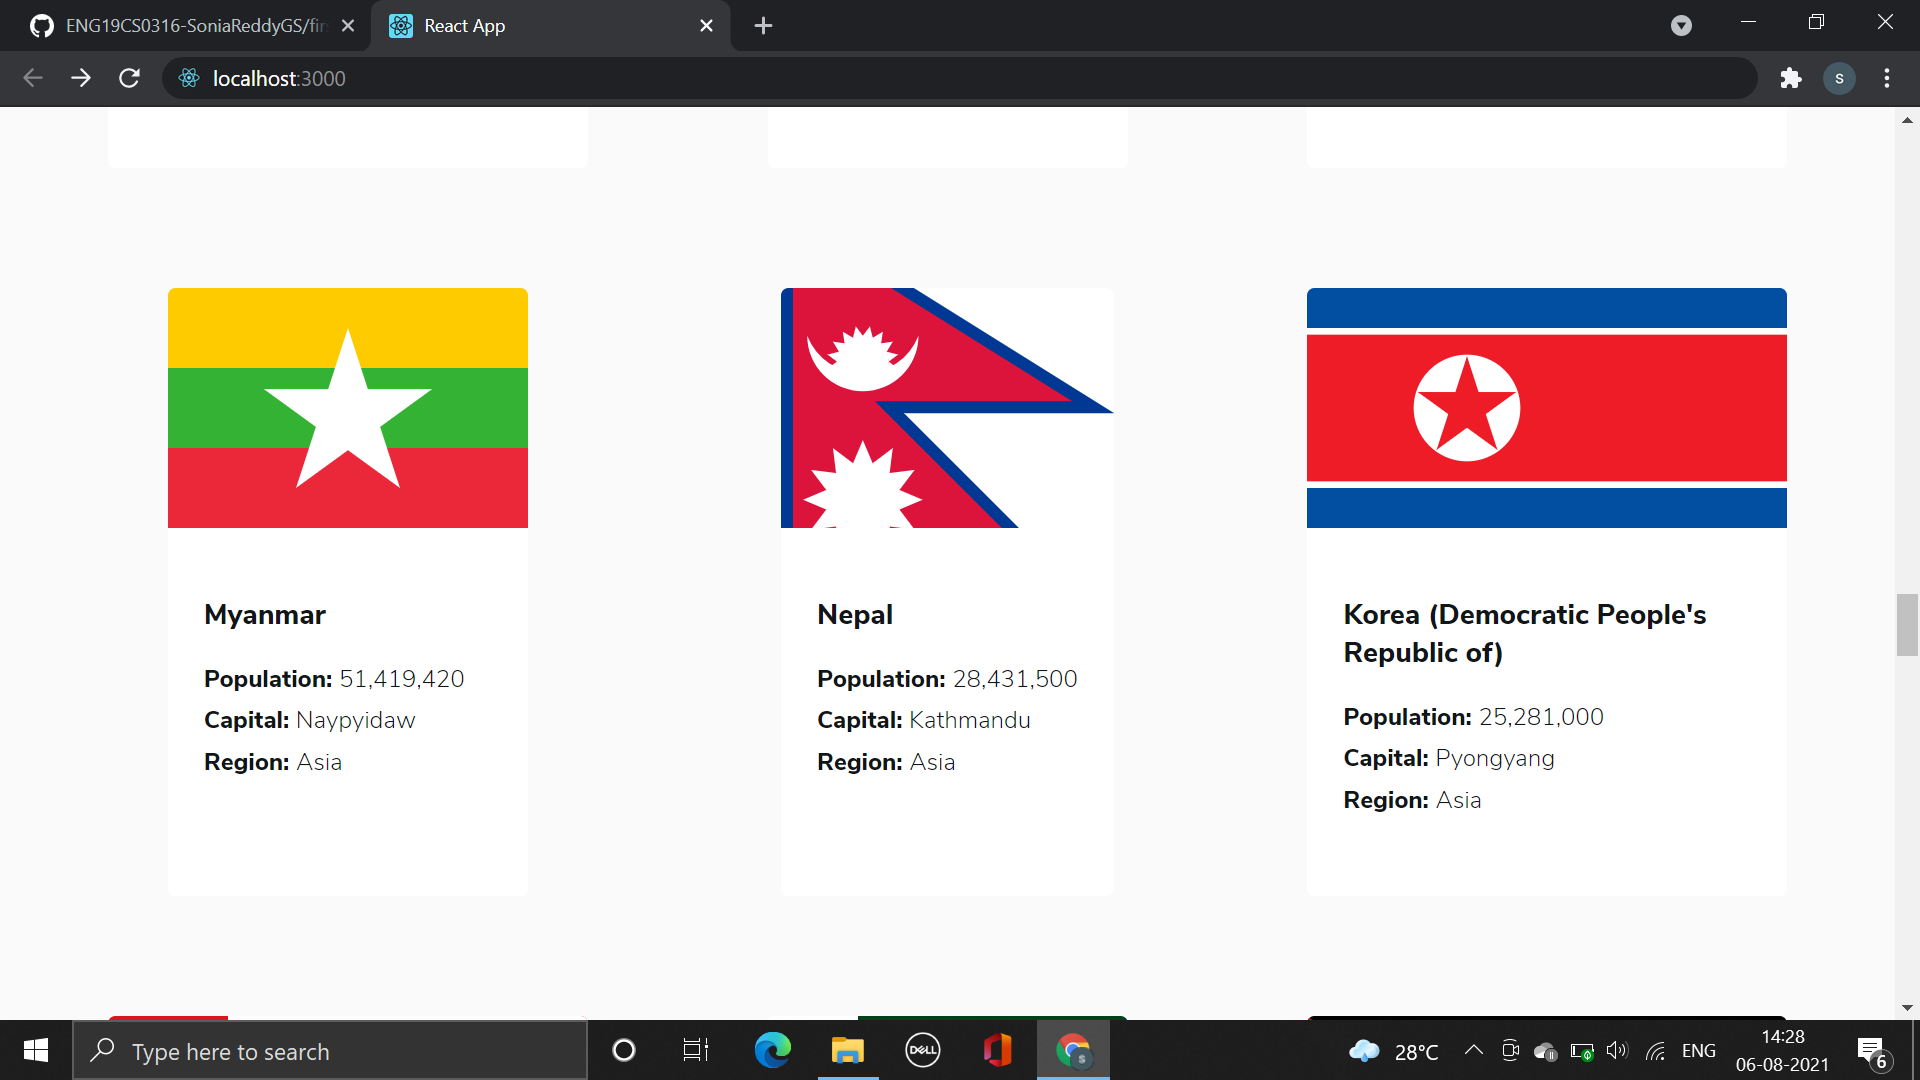 ENG19CS0316-SoniaReddyGS/fir
React App
localhost:3000
S
Myanmar
Population: 51,419,420
Capital: Naypyidaw
Region: Asia
Nepal
Population: 28,431,500
Capital: Kathmandu
Region: Asia
Korea (Democratic People's
Republic of)
Population: 25,281,000
Capital: Pyongyang
Region: Asia
Type here to search
DELL
S
28°C
ENG
14:28
06-08-2021
6